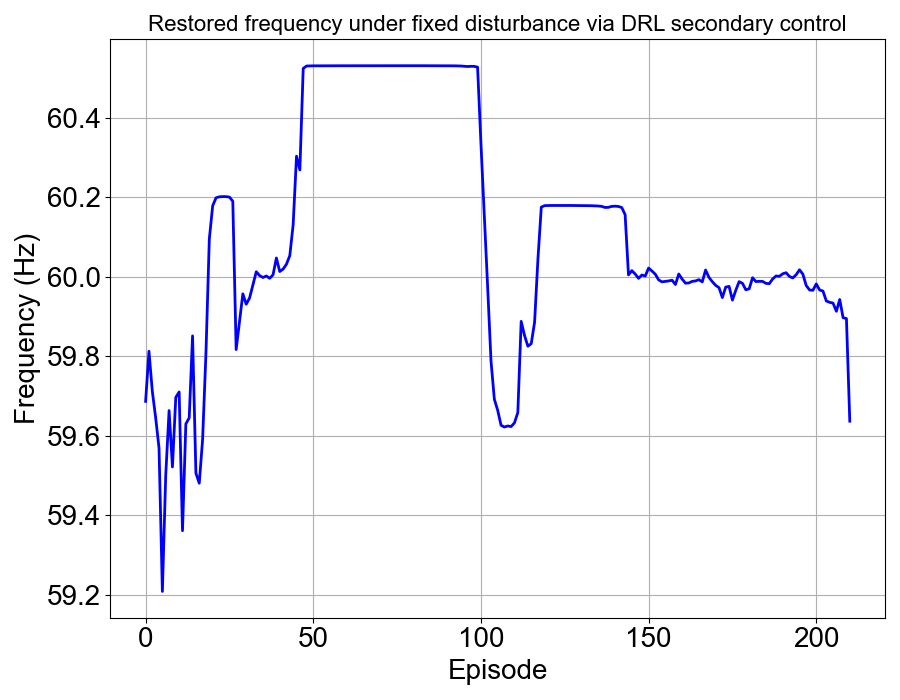 Restored frequency under fixed disturbance via DRL secondary control
Frequency (Hz)
60.4
60.2
60.0
59.8
59.6
59.4
59.2
0 50 100 150 200
Episode